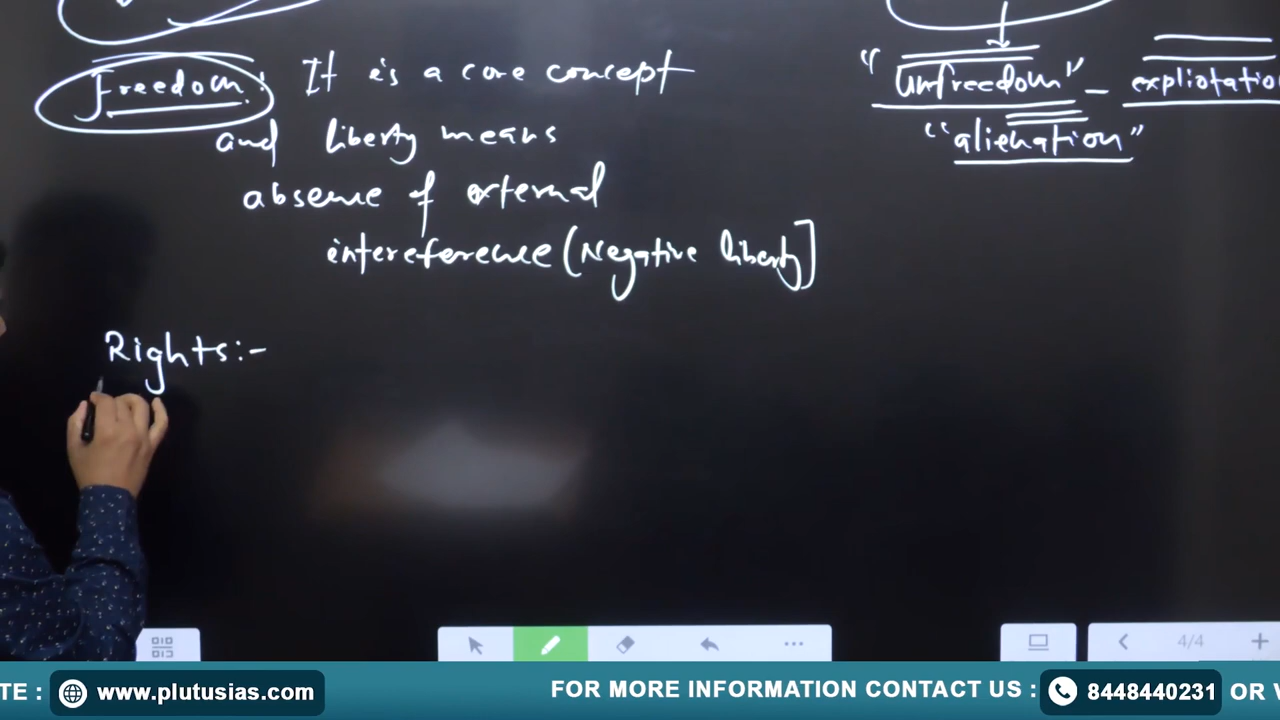 Freedom: It is a core concept
and liberty means
absence of external
intereference (Negative liberty]
"unfreedom" - expliotation
"alienation"
Rights:-
4/4
TE : www.plutusias.com
FOR MORE INFORMATION CONTACT US : 8448440231 OR